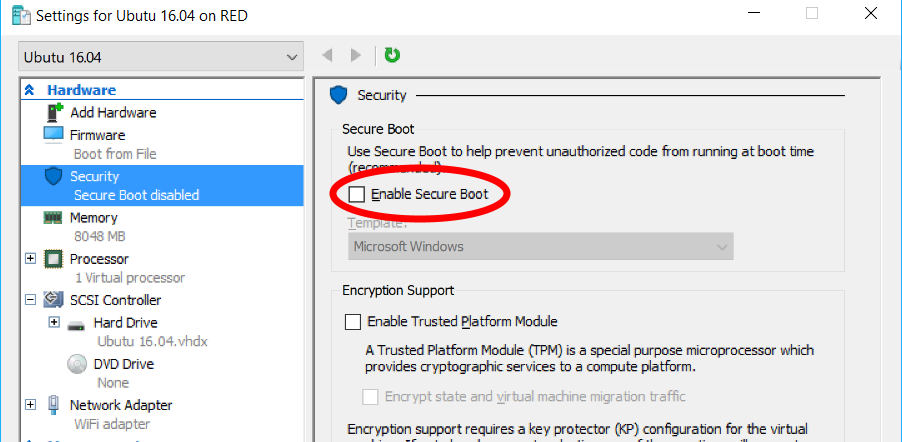 Settings for Ubutu 16.04 on RED
Ubutu 16.04
Hardware
Add Hardware
Firmware
Boot from File
Security
Secure Boot disabled
Memory
8048 MB
Processor
1 Virtual processor
SCSI Controller
Hard Drive
Ubutu 16.04.vhdx
DVD Drive
None
Network Adapter
WiFi adapter
Security
Secure Boot
Use Secure Boot to help prevent unauthorized code from running at boot time
(recommended).
Enable Secure Boot
Template:
Microsoft Windows
Encryption Support
Enable Trusted Platform Module
A Trusted Platform Module (TPM) is a special purpose microprocessor which
provides cryptographic services to a compute platform.
Encrypt state and virtual machine migration traffic
Encryption support requires a key protector (KP) configuration for the virtual